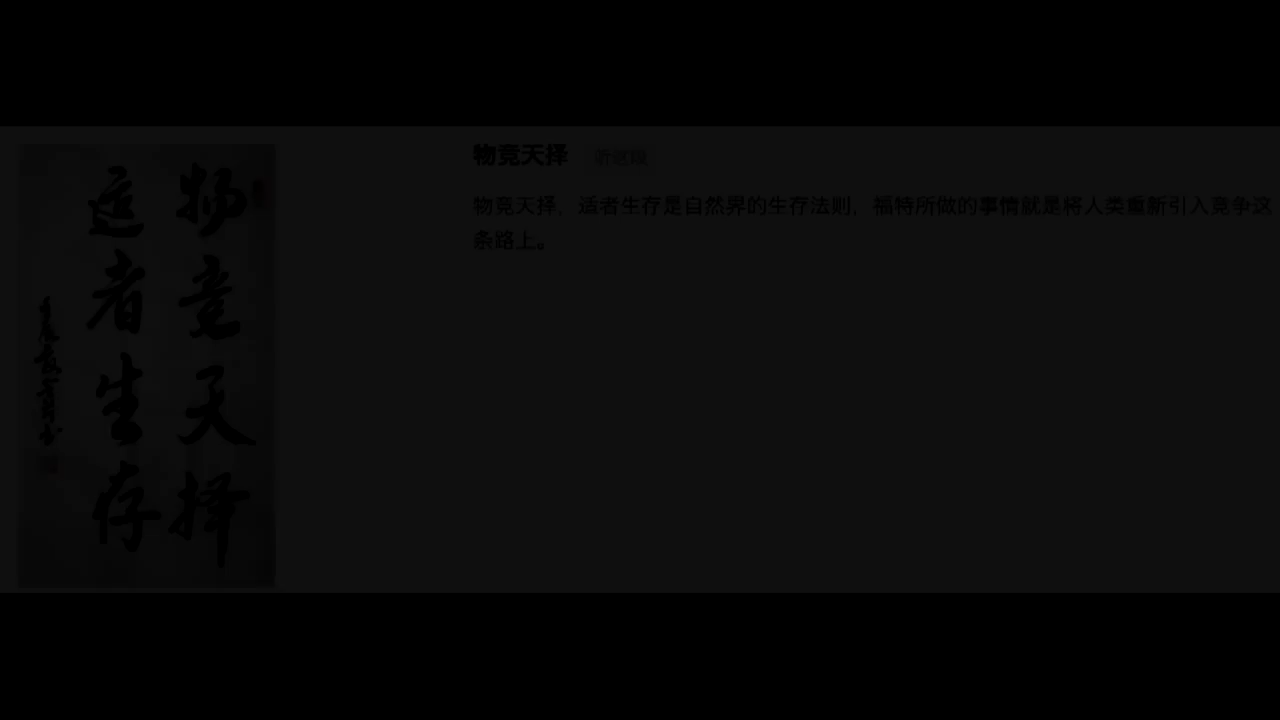 物竞天择
适者生存
物竞天择
物竞天择，适者生存是自然界的生存法则，福特所做的事情就是将人类重新引入竞争这
条路上。